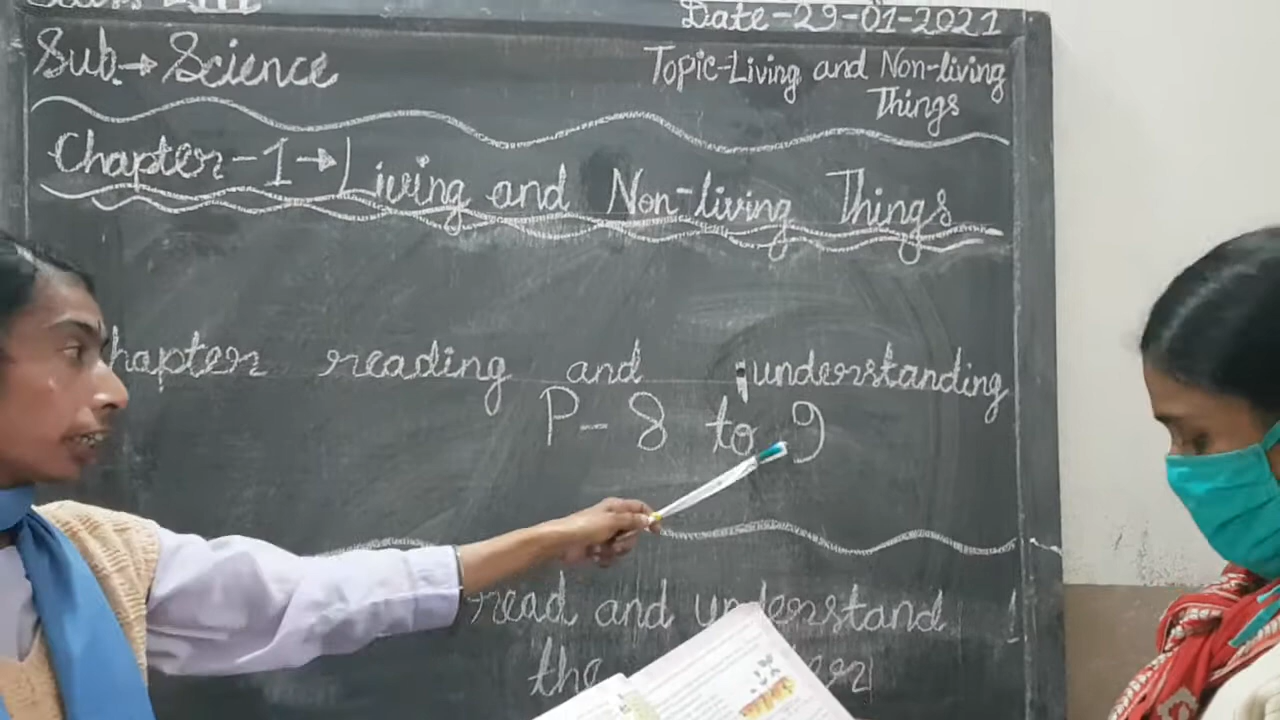 Date-29-01-2021
Sub.→Science
Topic-Living and Non-living
Things
Chapter-1→Living and Non-living Things
hapter reading and understanding
P-8 to 9
read and understand
the